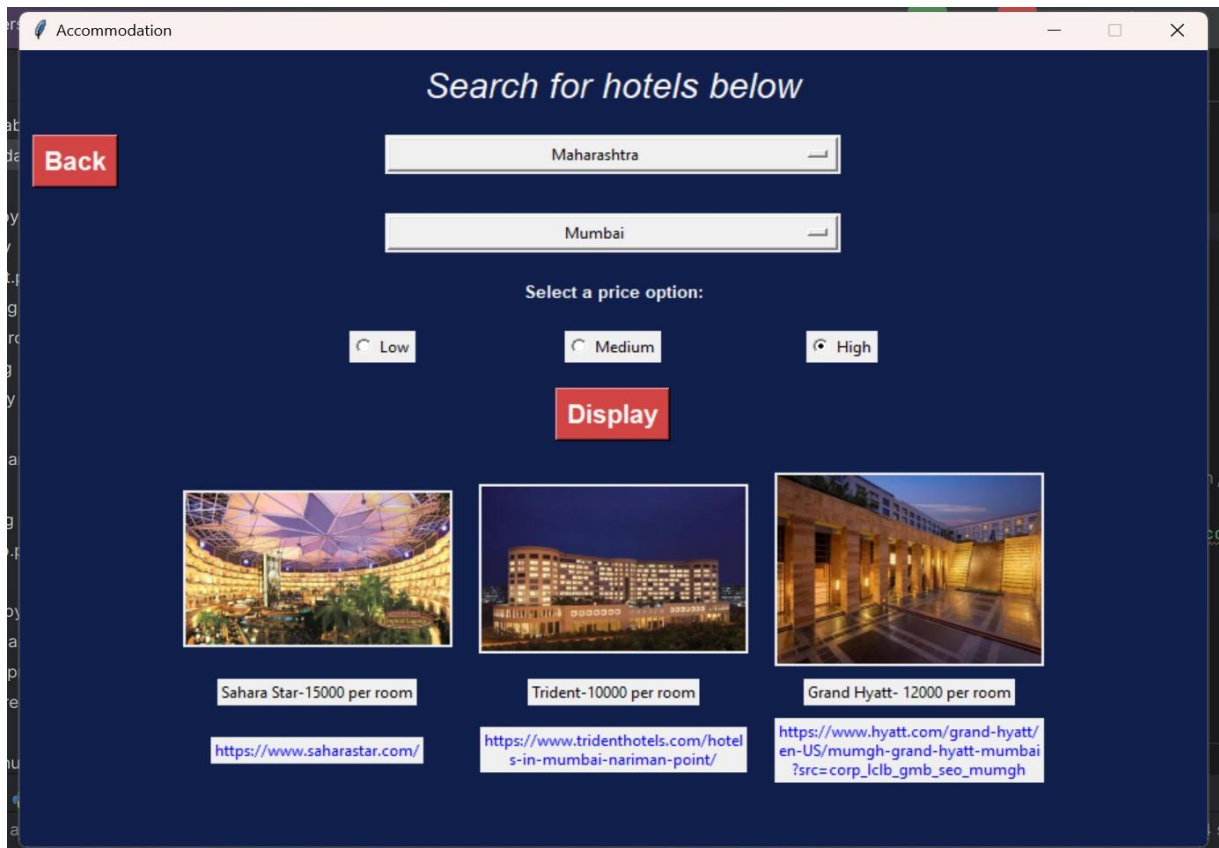 Accommodation
Search for hotels below
Back
Maharashtra
Mumbai
Select a price option:
Low
Medium
High
Display
Sahara Star-15000 per room
Trident-10000 per room
Grand Hyatt- 12000 per room
https://www.saharastar.com/
https://www.tridenthotels.com/hotel
s-in-mumbai-nariman-point/
https://www.hyatt.com/grand-hyatt/
en-US/mumgh-grand-hyatt-mumbai
?src=corp_lclb_gmb_seo_mumgh